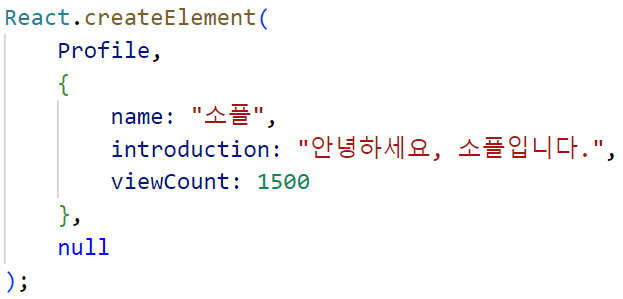 React.createElement(
    Profile,
    {
        name: "소플",
        introduction: "안녕하세요, 소플입니다.",
        viewCount: 1500
    },
    null
);